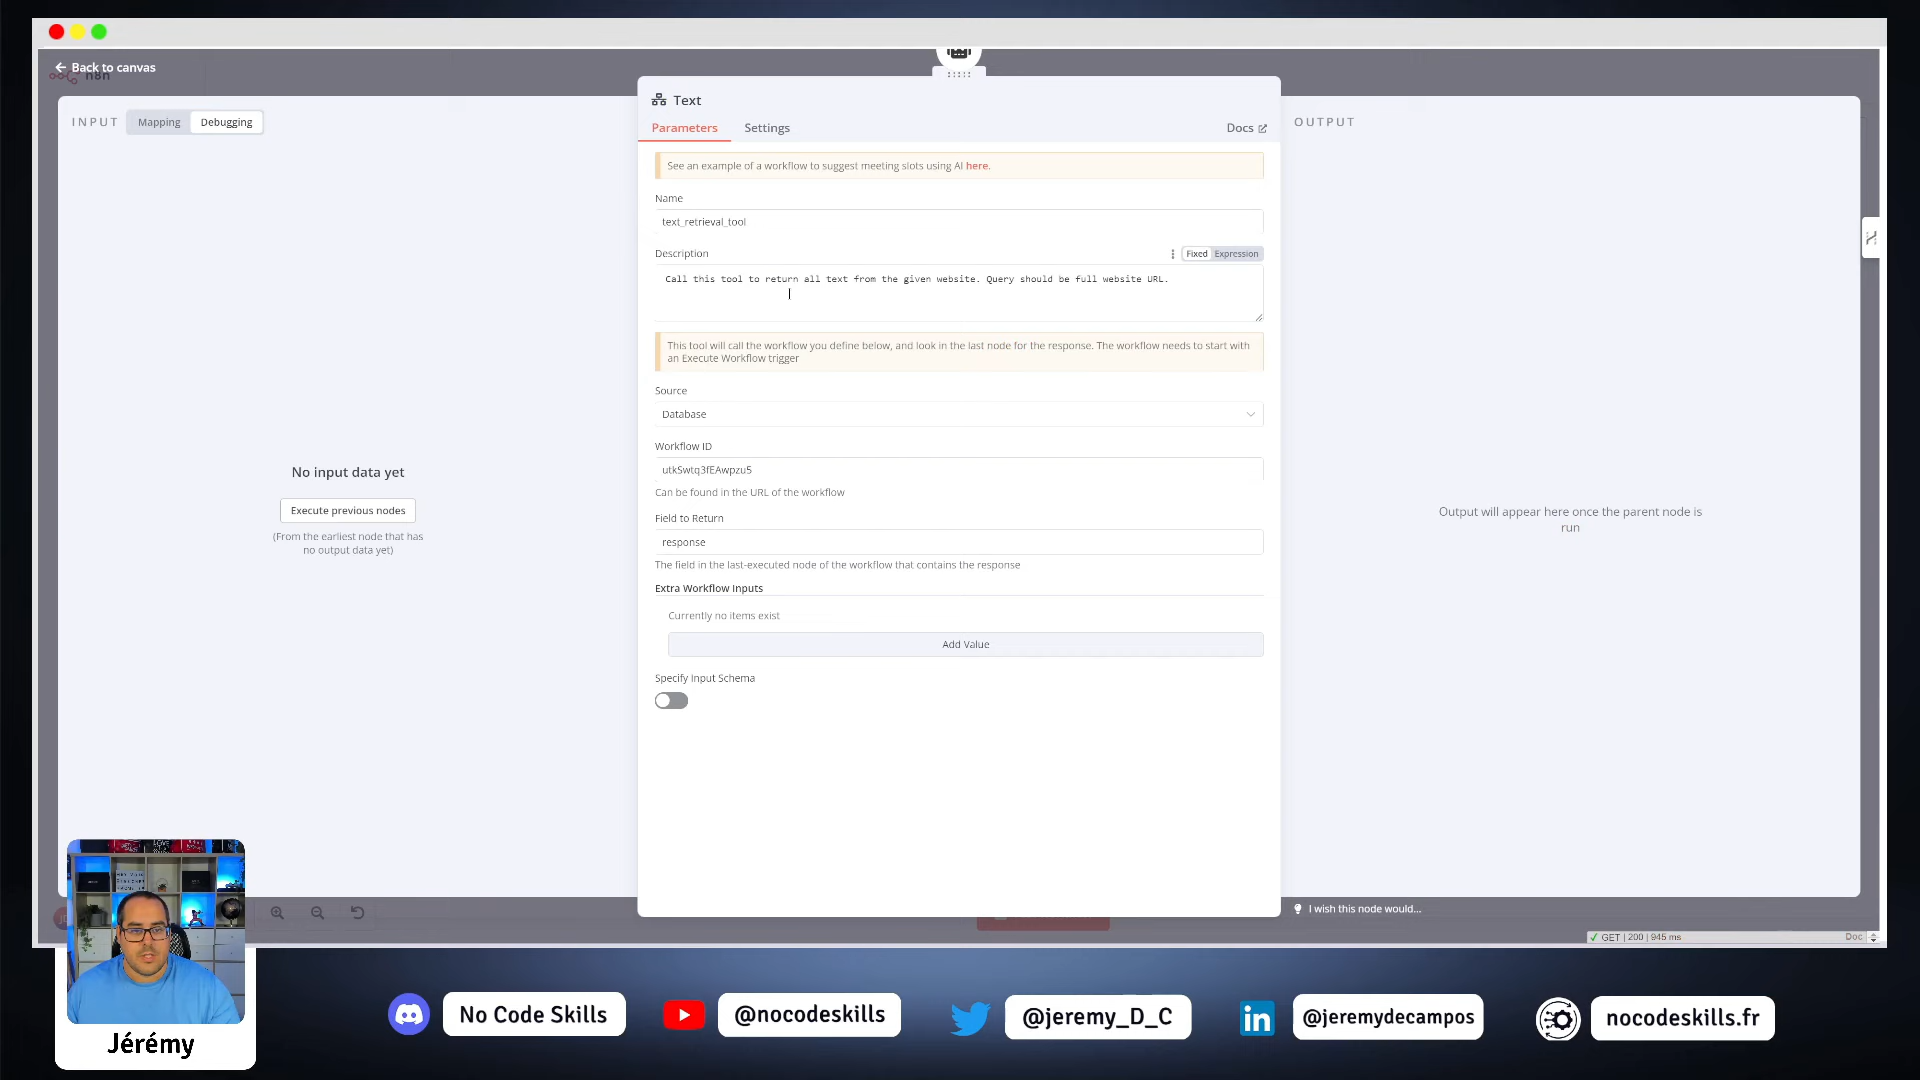 Back to canvas
n8n
INPUT
Mapping
Debugging
No input data yet
Execute previous nodes
(From the earliest node that has
no output data yet)
Text
Parameters
Settings
Docs
See an example of a workflow to suggest meeting slots using AI here.
Name
text_retrieval_tool
Description
Fixed
Expression
Call this tool to return all text from the given website. Query should be full website URL.
This tool will call the workflow you define below, and look in the last node for the response. The workflow needs to start with
an Execute Workflow trigger
Source
Database
Workflow ID
utkSwtq3fEAwpzu5
Can be found in the URL of the workflow
Field to Return
response
The field in the last-executed node of the workflow that contains the response
Extra Workflow Inputs
Currently no items exist
Add Value
Specify Input Schema
OUTPUT
Output will appear here once the parent node is
run
I wish this node would...
GET | 200 | 945 ms
Doc
Jérémy
No Code Skills
@nocodeskills
@jeremy_D_C
in
@jeremydecampos
nocodeskills.fr